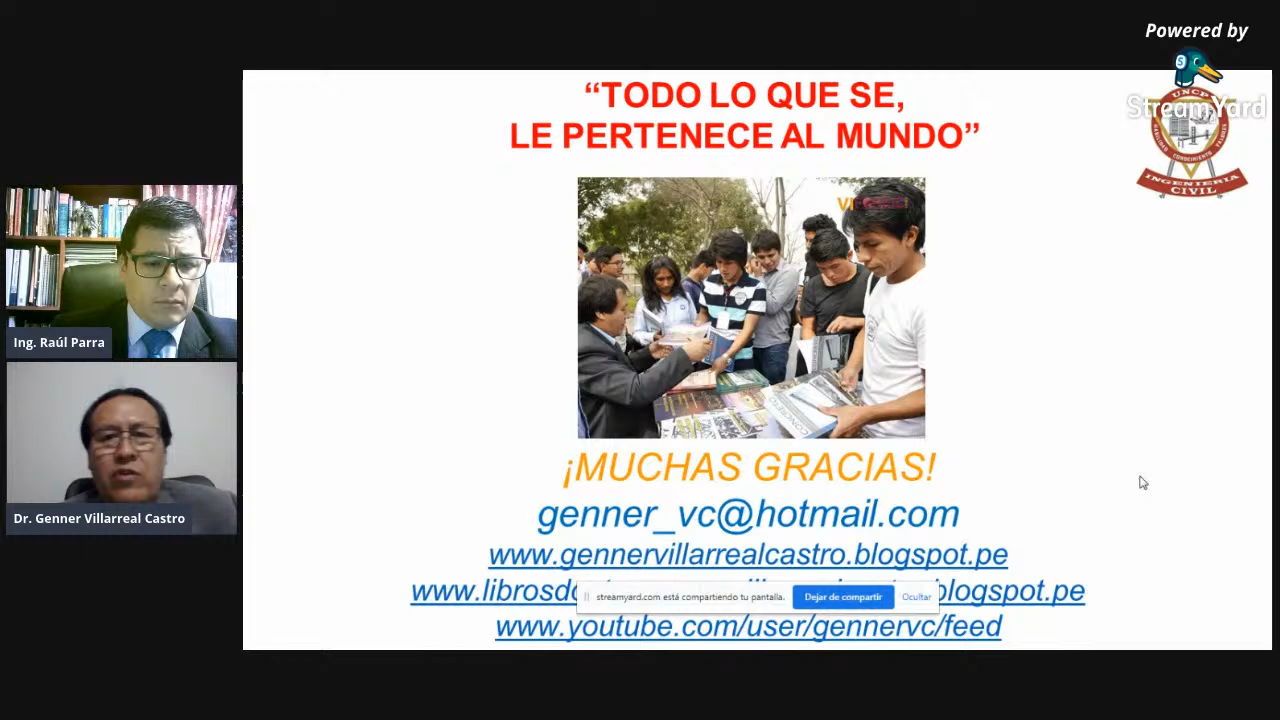 Powered by
StreamYard
“TODO LO QUE SE,
LE PERTENECE AL MUNDO”
UNCP
INGENIERIA
CIVIL
CONCRETO
Ing. Raúl Parra
Dr. Genner Villarreal Castro
¡MUCHAS GRACIAS!
genner_vc@hotmail.com
www.gennervillarrealcastro.blogspot.pe
blogspot.pe
streamyard.com está compartiendo tu pantalla.
Dejar de compartir
Ocultar
www.youtube.com/user/gennervc/feed